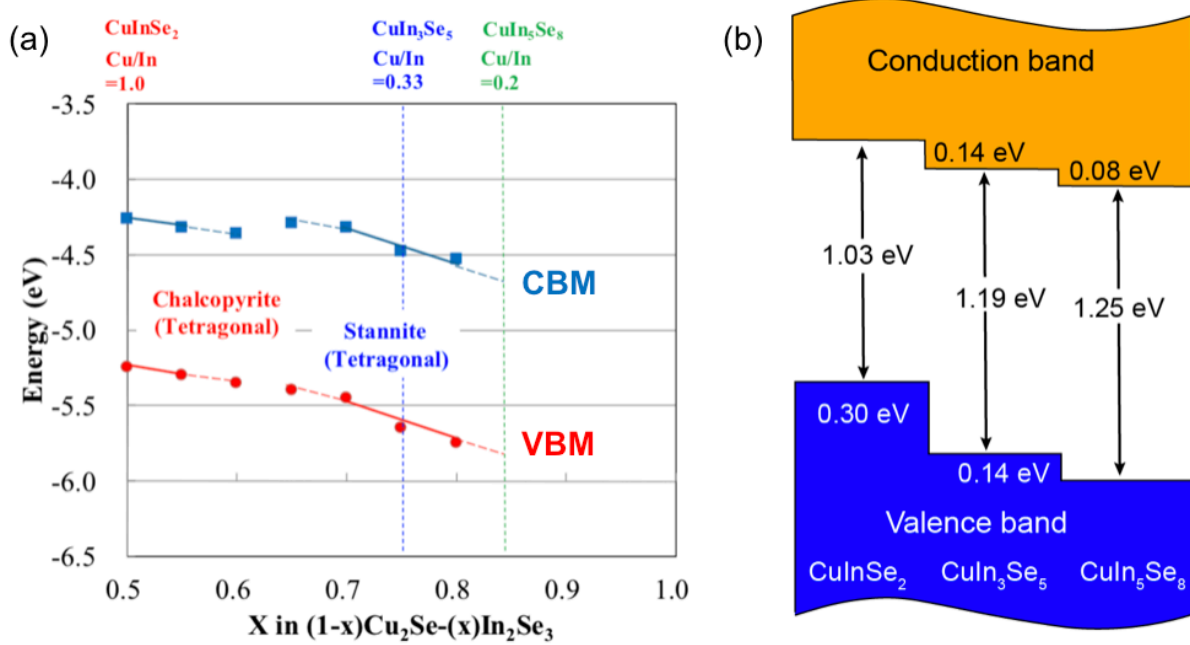 (a)
CuInSe₂
Cu/In
=1.0
CuIn₃Se₅
Cu/In
=0.33
CuIn₅Se₈
Cu/In
=0.2
-3.5
-4.0
-4.5
-5.0
-5.5
-6.0
-6.5
Energy (eV)
CBM
Chalcopyrite
(Tetragonal)
Stannite
(Tetragonal)
VBM
0.5 0.6 0.7 0.8 0.9 1.0
X in (1-x)Cu₂Se-(x)In₂Se₃
(b)
Conduction band
0.14 eV
0.08 eV
1.03 eV
1.19 eV
1.25 eV
0.30 eV
0.14 eV
Valence band
CuInSe₂ CuIn₃Se₅ CuIn₅Se₈